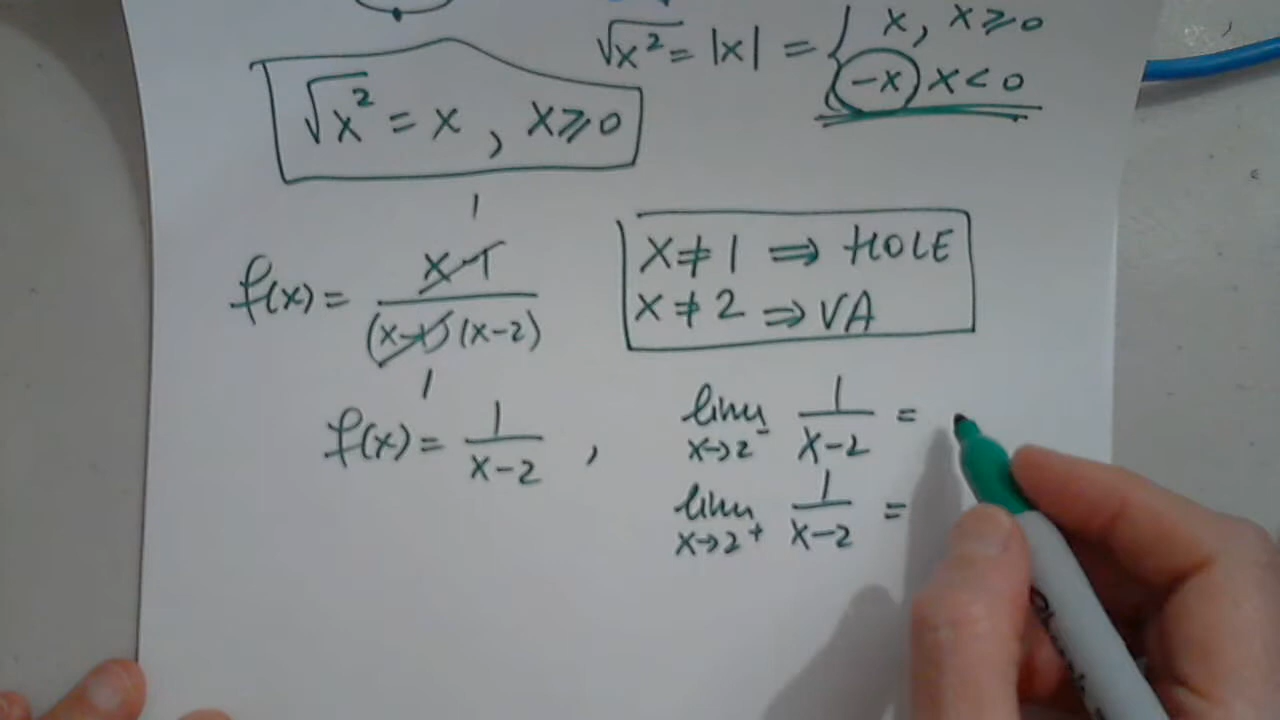 √x² = |x| = { x, x ≥ 0
-x x < 0
√x² = x, x ≥ 0
1
f(x) = x-1 / (x-1)(x-2)
1
x ≠ 1 ⇒ HOLE
x ≠ 2 ⇒ VA
f(x) = 1/(x-2) ,
lim x→2⁻ 1/(x-2) =
lim x→2⁺ 1/(x-2) =